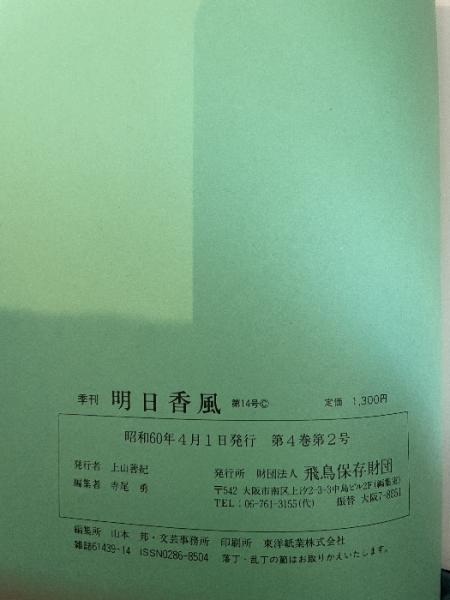 季刊 明日香風 第14号© 定価 1,300円
昭和60年4月1日発行 第4巻第2号
発行者 上山善紀 発行所 財団法人 飛鳥保存財団
編集者 寺尾 勇 〒542 大阪市南区上汐2-3-3中島ビル2F(編集室)
TEL:06-761-3155(代) 振替 大阪7-8851
編集所 山本 邦・文芸事務所 印刷所 東洋紙業株式会社
雑誌61439-14 ISSN0286-8504 落丁・乱丁の節はお取りかえいたします。